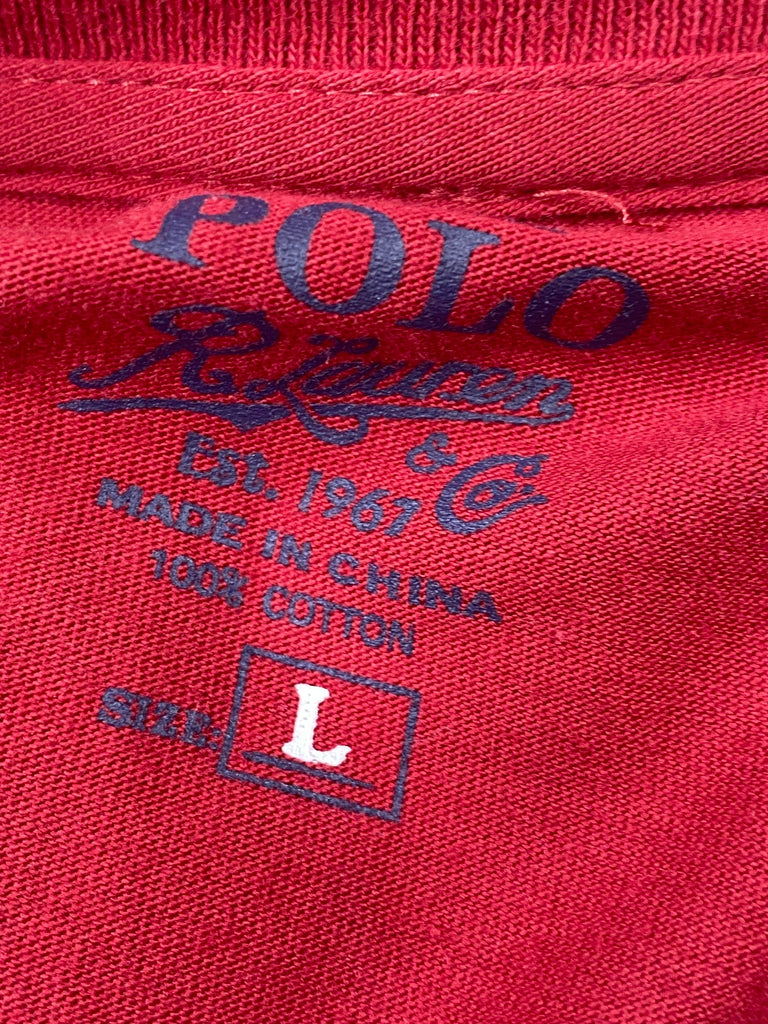 POLO
R. Lauren
& Co.
Est. 1967
MADE IN CHINA
100% COTTON
SIZE: L